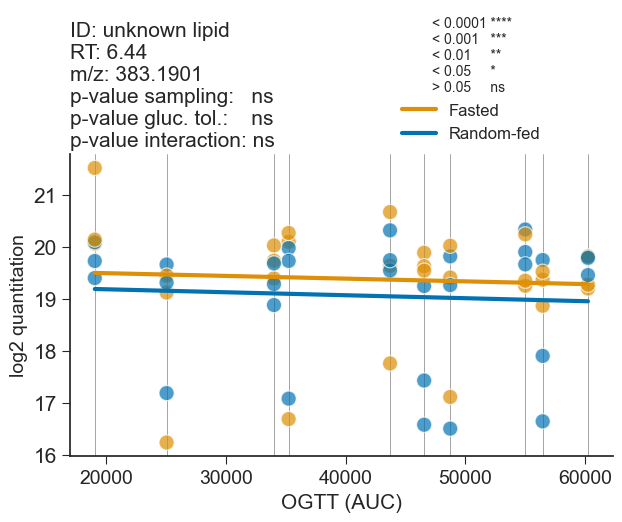 ID: unknown lipid
RT: 6.44
m/z: 383.1901
p-value sampling: ns
p-value gluc. tol.: ns
p-value interaction: ns
< 0.0001 ****
< 0.001 ***
< 0.01 **
< 0.05 *
> 0.05 ns
Fasted
Random-fed
log2 quantitation
21
20
19
18
17
16
20000 30000 40000 50000 60000
OGTT (AUC)